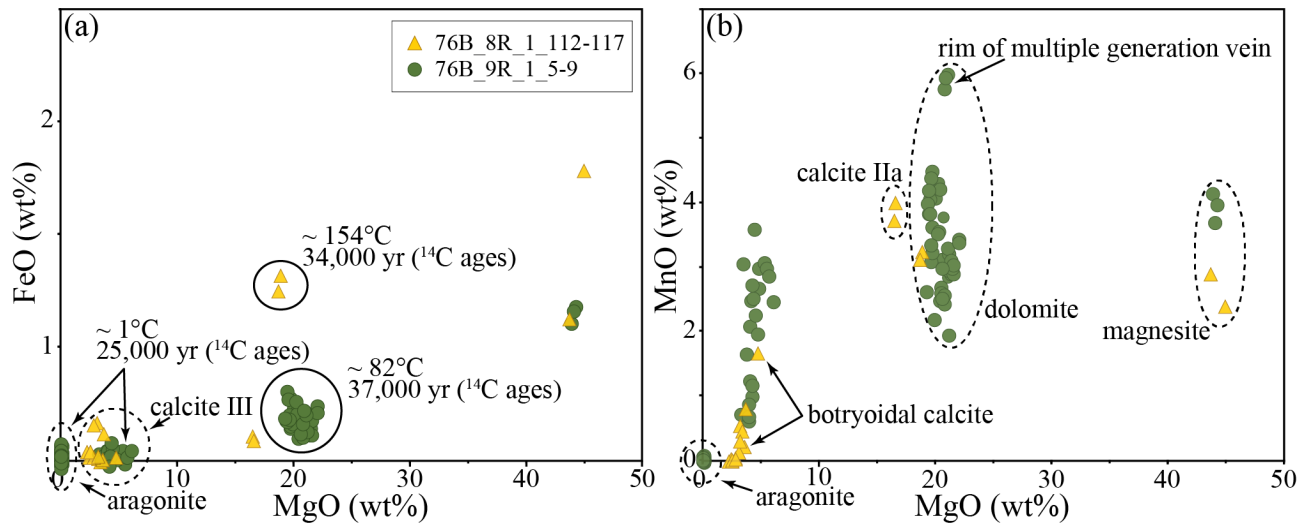 (a)
76B_8R_1_112-117
76B_9R_1_5-9
FeO (wt%)
2
1
~ 154°C
34,000 yr (¹⁴C ages)
~ 1°C
25,000 yr (¹⁴C ages)
~ 82°C
37,000 yr (¹⁴C ages)
calcite III
aragonite
10
20
30
40
50
MgO (wt%)
(b)
MnO (wt%)
6
4
2
0
rim of multiple generation vein
calcite IIa
dolomite
magnesite
botryoidal calcite
aragonite
0
10
20
30
40
50
MgO (wt%)